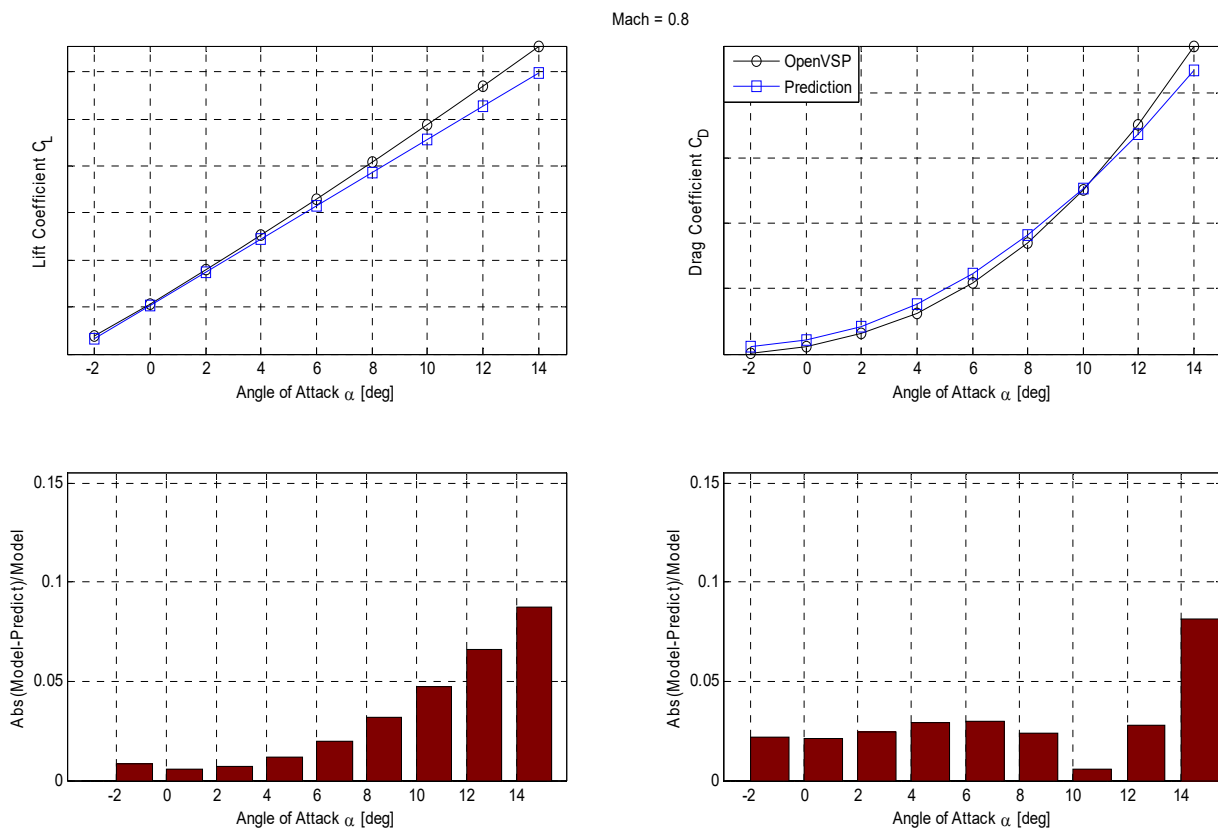 Mach = 0.8
Lift Coefficient C_L
-2 0 2 4 6 8 10 12 14
Angle of Attack α [deg]
OpenVSP
Prediction
Drag Coefficient C_D
-2 0 2 4 6 8 10 12 14
Angle of Attack α [deg]
0.15
0.1
0.05
0
Abs(Model-Predict)/Model
-2 0 2 4 6 8 10 12 14
Angle of Attack α [deg]
0.15
0.1
0.05
0
Abs(Model-Predict)/Model
-2 0 2 4 6 8 10 12 14
Angle of Attack α [deg]